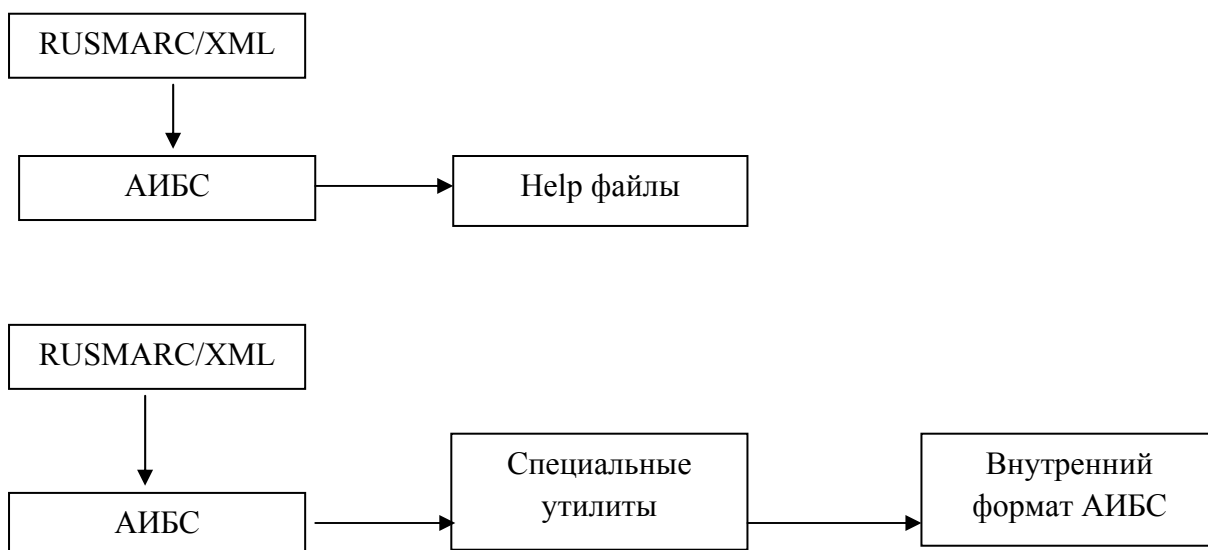 RUSMARC/XML
АИБС
Help файлы
RUSMARC/XML
Специальные
утилиты
Внутренний
формат АИБС
АИБС